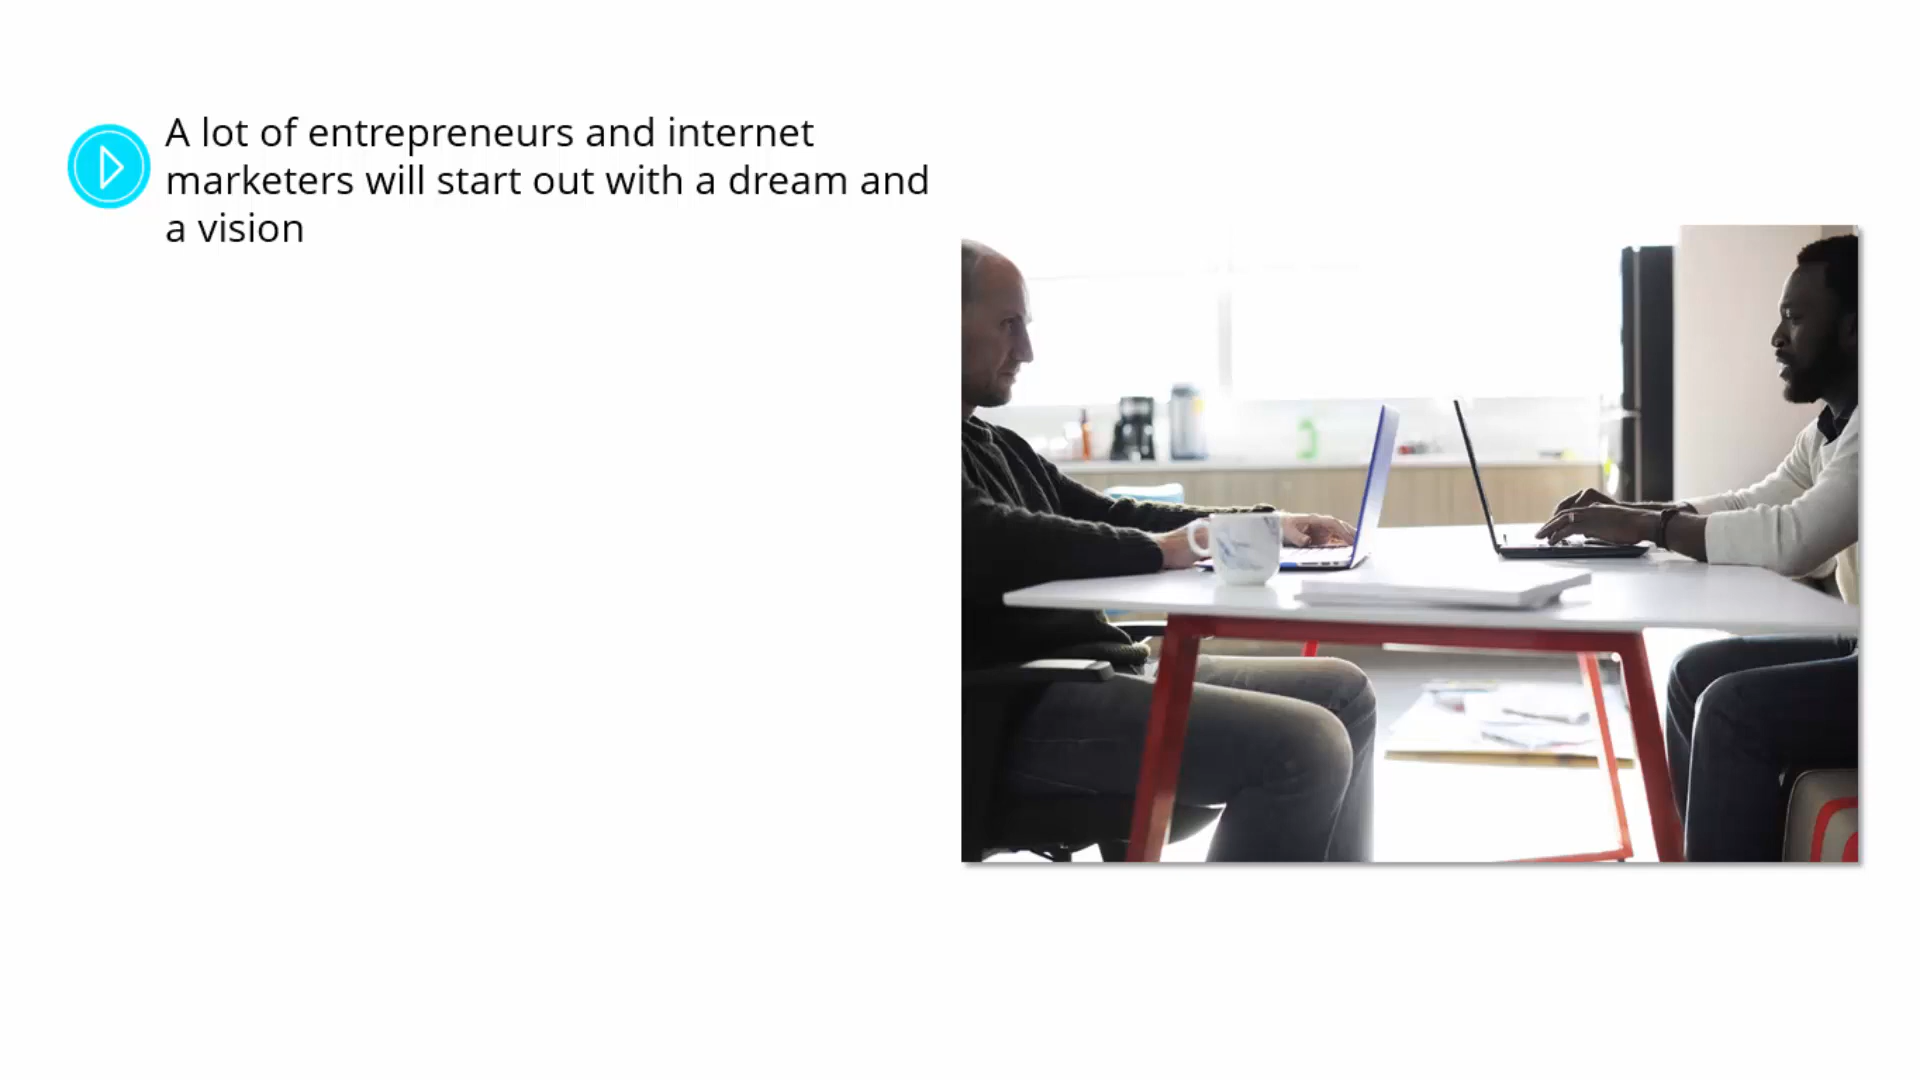 A lot of entrepreneurs and internet
marketers will start out with a dream and
a vision